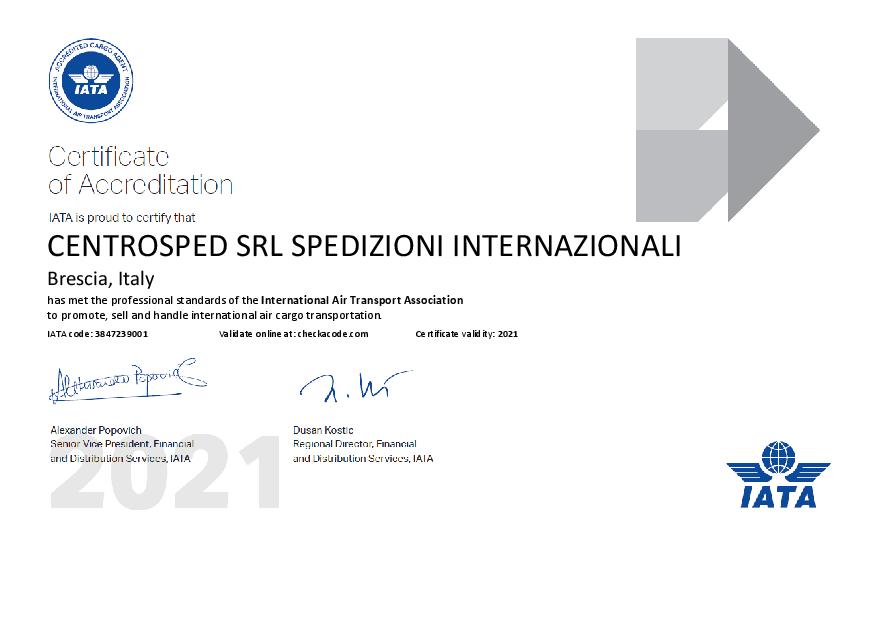 ACCREDITED CARGO AGENT
IATA
INTERNATIONAL AIR TRANSPORT ASSOCIATION
Certificate
of Accreditation
IATA is proud to certify that
CENTROSPED SRL SPEDIZIONI INTERNAZIONALI
Brescia, Italy
has met the professional standards of the International Air Transport Association
to promote, sell and handle international air cargo transportation.
IATA code: 3847239001 Validate online at: checkacode.com Certificate validity: 2021
Alexander Popovich
Senior Vice President, Financial
and Distribution Services, IATA
Dusan Kostic
Regional Director, Financial
and Distribution Services, IATA
2021
IATA